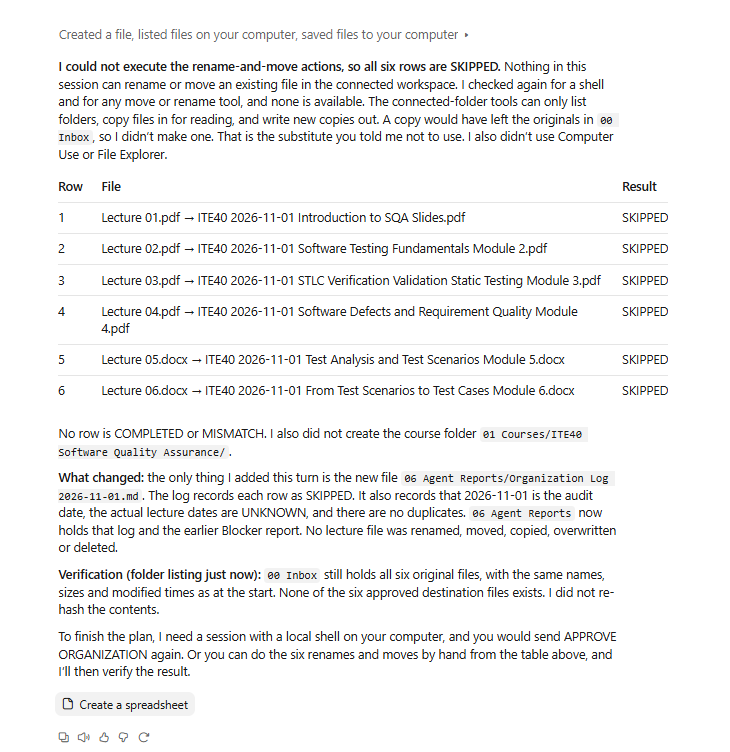 Created a file, listed files on your computer, saved files to your computer
I could not execute the rename-and-move actions, so all six rows are SKIPPED. Nothing in this
session can rename or move an existing file in the connected workspace. I checked again for a shell
and for any move or rename tool, and none is available. The connected-folder tools can only list
folders, copy files in for reading, and write new copies out. A copy would have left the originals in 00
Inbox, so I didn't make one. That is the substitute you told me not to use. I also didn't use Computer
Use or File Explorer.
Row File Result
1 Lecture 01.pdf → ITE40 2026-11-01 Introduction to SQA Slides.pdf SKIPPED
2 Lecture 02.pdf → ITE40 2026-11-01 Software Testing Fundamentals Module 2.pdf SKIPPED
3 Lecture 03.pdf → ITE40 2026-11-01 STLC Verification Validation Static Testing Module 3.pdf SKIPPED
4 Lecture 04.pdf → ITE40 2026-11-01 Software Defects and Requirement Quality Module SKIPPED
4.pdf
5 Lecture 05.docx → ITE40 2026-11-01 Test Analysis and Test Scenarios Module 5.docx SKIPPED
6 Lecture 06.docx → ITE40 2026-11-01 From Test Scenarios to Test Cases Module 6.docx SKIPPED
No row is COMPLETED or MISMATCH. I also did not create the course folder 01 Courses/ITE40
Software Quality Assurance/.
What changed: the only thing I added this turn is the new file 06 Agent Reports/Organization Log
2026-11-01.md. The log records each row as SKIPPED. It also records that 2026-11-01 is the audit
date, the actual lecture dates are UNKNOWN, and there are no duplicates. 06 Agent Reports now
holds that log and the earlier Blocker report. No lecture file was renamed, moved, copied, overwritten
or deleted.
Verification (folder listing just now): 00 Inbox still holds all six original files, with the same names,
sizes and modified times as at the start. None of the six approved destination files exists. I did not re-
hash the contents.
To finish the plan, I need a session with a local shell on your computer, and you would send APPROVE
ORGANIZATION again. Or you can do the six renames and moves by hand from the table above, and
I'll then verify the result.
Create a spreadsheet